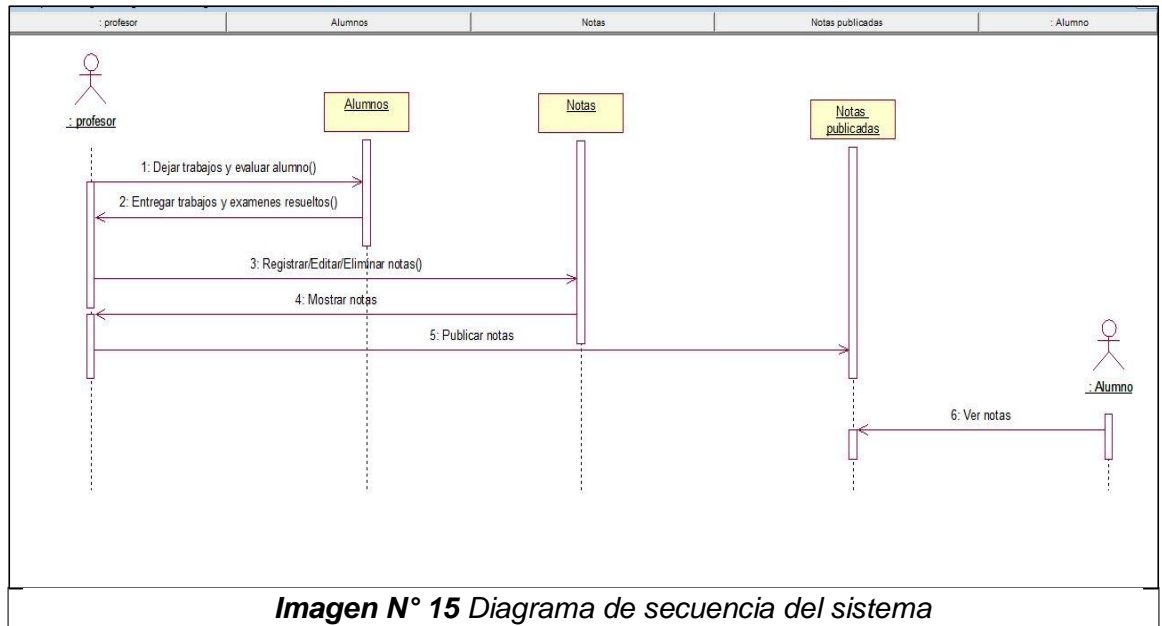 : profesor
Alumnos
Notas
Notas publicadas
: Alumno
: profesor
Alumnos
Notas
Notas
publicadas
1: Dejar trabajos y evaluar alumno()
2: Entregar trabajos y examenes resueltos()
3: Registrar/Editar/Eliminar notas()
4: Mostrar notas
5: Publicar notas
: Alumno
6: Ver notas
Imagen N° 15 Diagrama de secuencia del sistema